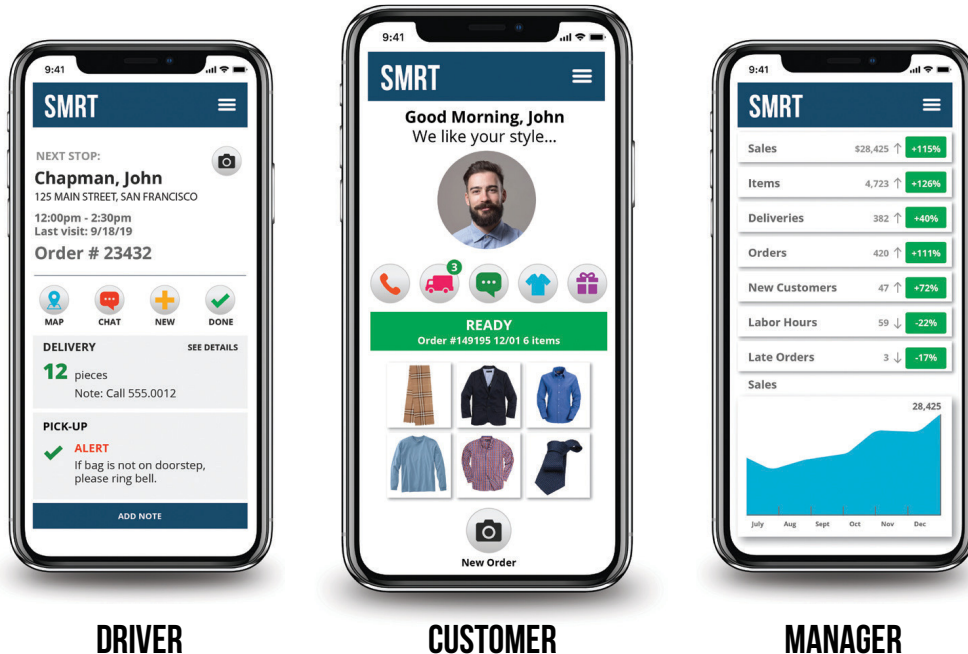 9:41
SMRT
NEXT STOP:
Chapman, John
125 MAIN STREET, SAN FRANCISCO
12:00pm - 2:30pm
Last visit: 9/18/19
Order # 23432
MAP CHAT NEW DONE
DELIVERY SEE DETAILS
12 pieces
Note: Call 555.0012
PICK-UP
ALERT
If bag is not on doorstep,
please ring bell.
ADD NOTE
DRIVER
9:41
SMRT
Good Morning, John
We like your style...
3
READY
Order #149195 12/01 6 items
New Order
CUSTOMER
9:41
SMRT
Sales $28,425 ↑ +115%
Items 4,723 ↑ +126%
Deliveries 382 ↑ +40%
Orders 420 ↑ +111%
New Customers 47 ↑ +72%
Labor Hours 59 ↓ -22%
Late Orders 3 ↓ -17%
Sales
28,425
July Aug Sept Oct Nov Dec
MANAGER